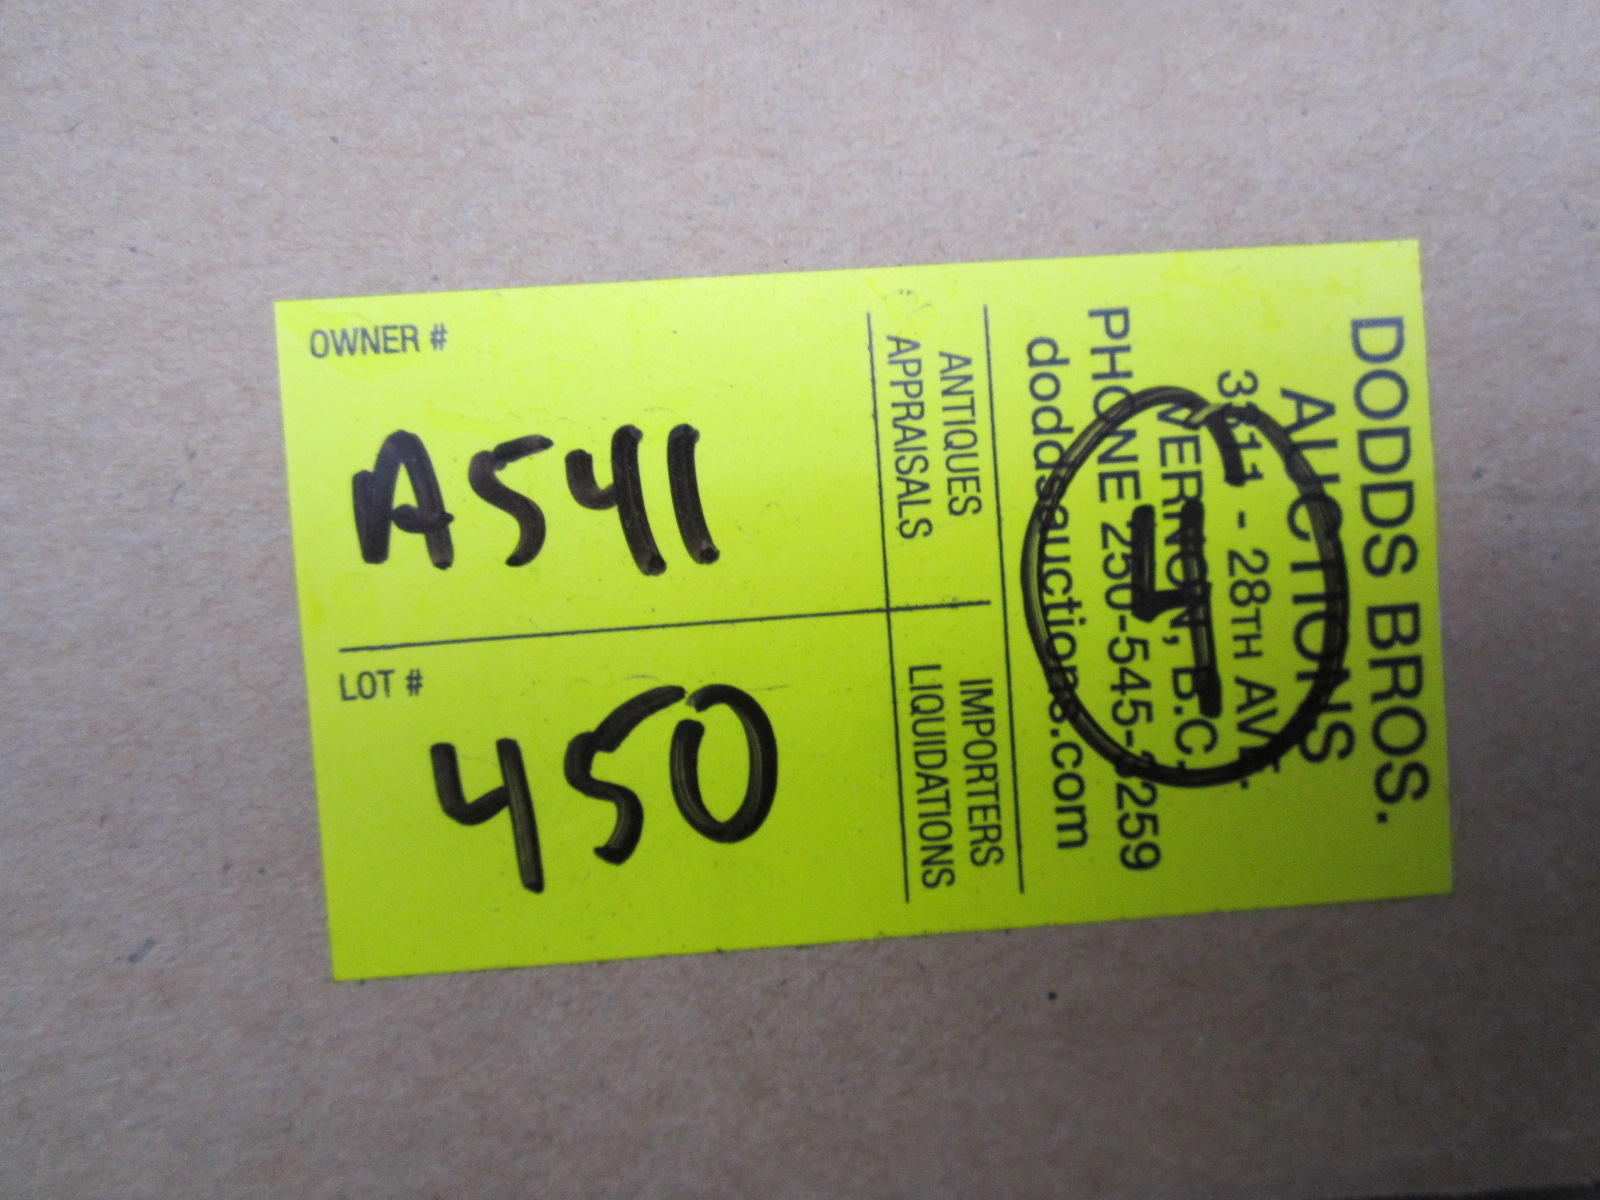 OWNER #
A541
LOT #
450
DODDS BROS.
AUCTIONS
3311 - 28TH AVE.
VERNON, B.C.
PHONE 250-545-3259
doddsauctions.com
ANTIQUES
APPRAISALS
IMPORTERS
LIQUIDATIONS